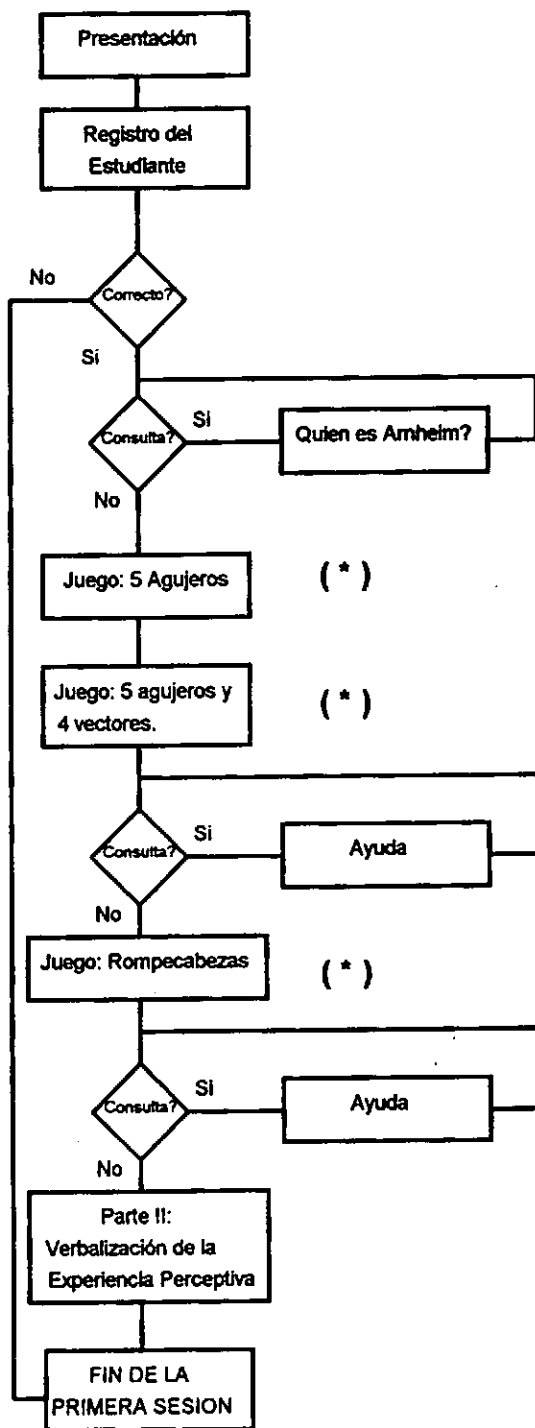 Presentación
Registro del
Estudiante
No
Correcto?
Sí
Consulta?
Si
Quien es Arnheim?
No
Juego: 5 Agujeros
( * )
Juego: 5 agujeros y
4 vectores.
( * )
Consulta?
Si
Ayuda
No
Juego: Rompecabezas
( * )
Consulta?
Si
Ayuda
No
Parte II:
Verbalización de la
Experiencia Perceptiva
FIN DE LA
PRIMERA SESION